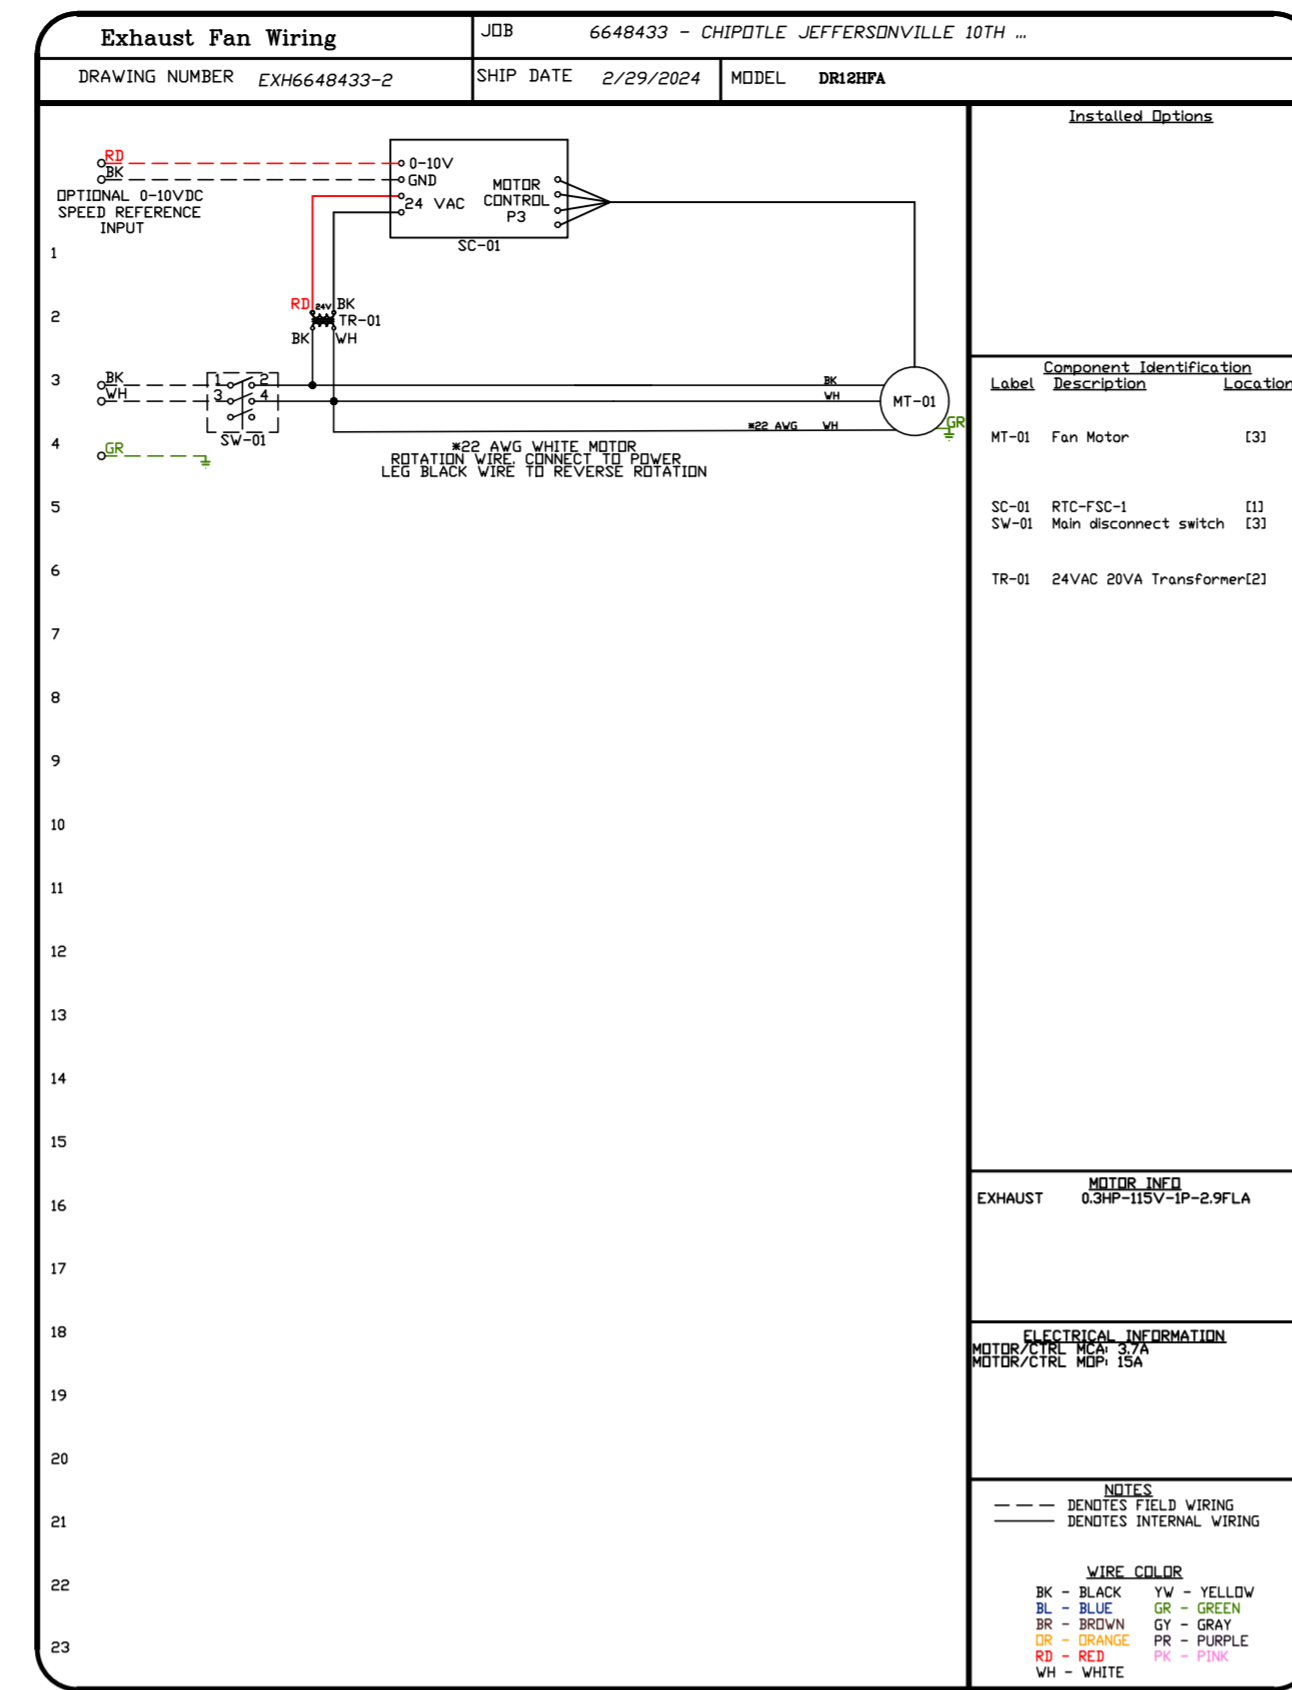 Exhaust Fan Wiring
JOB 6648433 - CHIPOTLE JEFFERSONVILLE 10TH ...
DRAWING NUMBER EXH6648433-2
SHIP DATE 2/29/2024
MODEL DR12HFA
RD
BK
OPTIONAL 0-10VDC
SPEED REFERENCE
INPUT
0-10V
GND
24 VAC
MOTOR
CONTROL
P3
SC-01
RD 24V BK
TR-01
BK WH
BK
WH
1 2
3 4
SW-01
GR
BK
WH
*22 AWG WH
MT-01
GR
*22 AWG WHITE MOTOR
ROTATION WIRE. CONNECT TO POWER
LEG BLACK WIRE TO REVERSE ROTATION
1
2
3
4
5
6
7
8
9
10
11
12
13
14
15
16
17
18
19
20
21
22
23
Installed Options
Component Identification
Label Description Location
MT-01 Fan Motor [3]
SC-01 RTC-FSC-1 [1]
SW-01 Main disconnect switch [3]
TR-01 24VAC 20VA Transformer[2]
MOTOR INFO
EXHAUST 0.3HP-115V-1P-2.9FLA
ELECTRICAL INFORMATION
MOTOR/CTRL MCA: 3.7A
MOTOR/CTRL MOP: 15A
NOTES
DENOTES FIELD WIRING
DENOTES INTERNAL WIRING
WIRE COLOR
BK - BLACK YW - YELLOW
BL - BLUE GR - GREEN
BR - BROWN GY - GRAY
OR - ORANGE PR - PURPLE
RD - RED PK - PINK
WH - WHITE